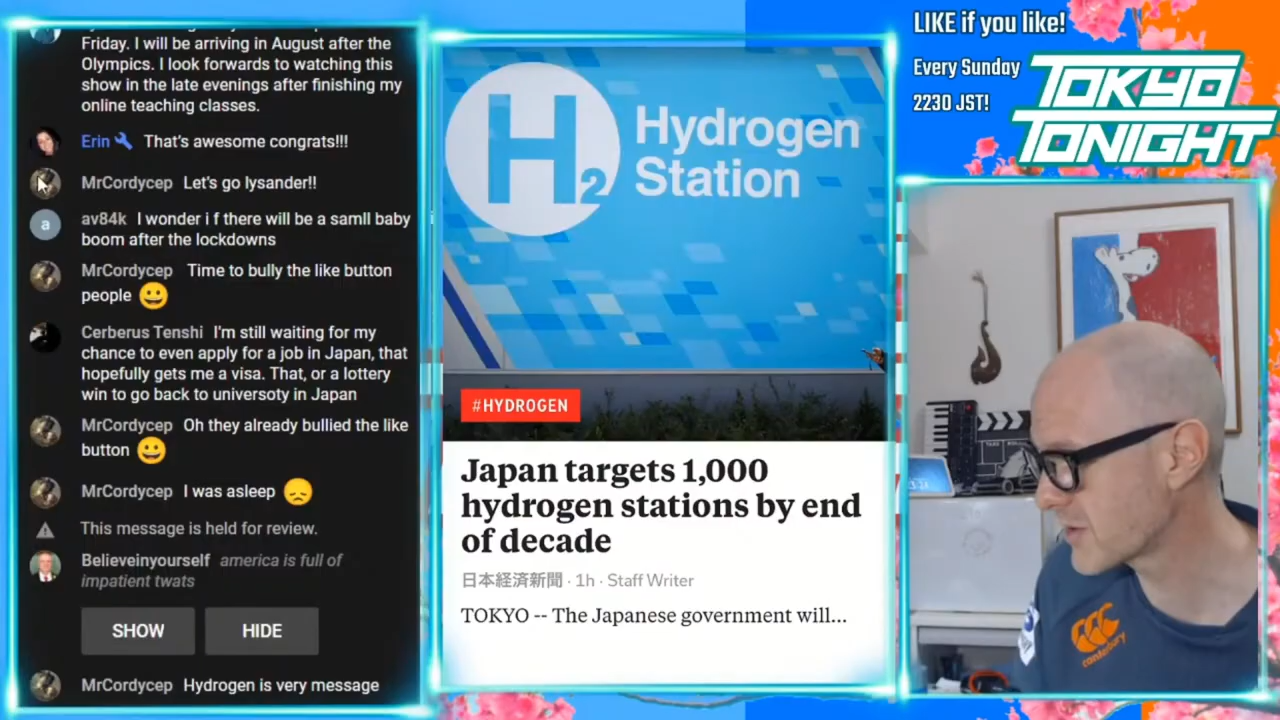 Friday. I will be arriving in August after the
Olympics. I look forwards to watching this
show in the late evenings after finishing my
online teaching classes.
Erin That's awesome congrats!!!
MrCordycep Let's go lysander!!
a
av84k I wonder i f there will be a samll baby
boom after the lockdowns
MrCordycep Time to bully the like button
people 😀
Cerberus Tenshi I'm still waiting for my
chance to even apply for a job in Japan, that
hopefully gets me a visa. That, or a lottery
win to go back to universoty in Japan
MrCordycep Oh they already bullied the like
button 😀
MrCordycep I was asleep 😞
This message is held for review.
Believeinyourself america is full of
impatient twats
SHOW HIDE
MrCordycep Hydrogen is very message
H2
Hydrogen
Station
#HYDROGEN
Japan targets 1,000
hydrogen stations by end
of decade
日本経済新聞 · 1h · Staff Writer
TOKYO -- The Japanese government will...
LIKE if you like!
Every Sunday
2230 JST!
TOKYO
TONIGHT
canterbury